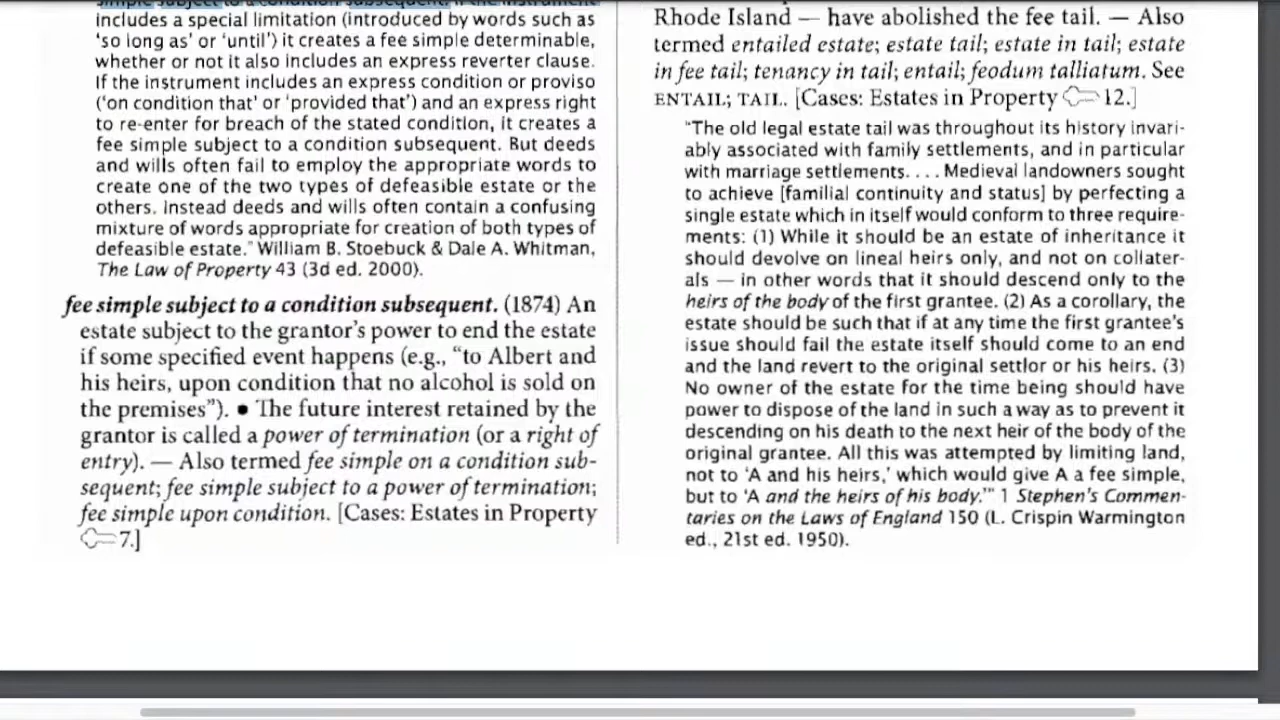 simple subject to a condition subsequent. If the instrument
includes a special limitation (introduced by words such as
‘so long as’ or ‘until’) it creates a fee simple determinable,
whether or not it also includes an express reverter clause.
If the instrument includes an express condition or proviso
(‘on condition that’ or ‘provided that’) and an express right
to re-enter for breach of the stated condition, it creates a
fee simple subject to a condition subsequent. But deeds
and wills often fail to employ the appropriate words to
create one of the two types of defeasible estate or the
others. Instead deeds and wills often contain a confusing
mixture of words appropriate for creation of both types of
defeasible estate.” William B. Stoebuck & Dale A. Whitman,
The Law of Property 43 (3d ed. 2000).
fee simple subject to a condition subsequent. (1874) An
estate subject to the grantor’s power to end the estate
if some specified event happens (e.g., “to Albert and
his heirs, upon condition that no alcohol is sold on
the premises”). ● The future interest retained by the
grantor is called a power of termination (or a right of
entry). — Also termed fee simple on a condition sub-
sequent; fee simple subject to a power of termination;
fee simple upon condition. [Cases: Estates in Property
7.]
Rhode Island — have abolished the fee tail. — Also
termed entailed estate; estate tail; estate in tail; estate
in fee tail; tenancy in tail; entail; feodum talliatum. See
ENTAIL; TAIL. [Cases: Estates in Property 12.]
“The old legal estate tail was throughout its history invari-
ably associated with family settlements, and in particular
with marriage settlements. . . . Medieval landowners sought
to achieve [familial continuity and status] by perfecting a
single estate which in itself would conform to three require-
ments: (1) While it should be an estate of inheritance it
should devolve on lineal heirs only, and not on collater-
als — in other words that it should descend only to the
heirs of the body of the first grantee. (2) As a corollary, the
estate should be such that if at any time the first grantee’s
issue should fail the estate itself should come to an end
and the land revert to the original settlor or his heirs. (3)
No owner of the estate for the time being should have
power to dispose of the land in such a way as to prevent it
descending on his death to the next heir of the body of the
original grantee. All this was attempted by limiting land,
not to ‘A and his heirs,’ which would give A a fee simple,
but to ‘A and the heirs of his body.’” 1 Stephen’s Commen-
taries on the Laws of England 150 (L. Crispin Warmington
ed., 21st ed. 1950).